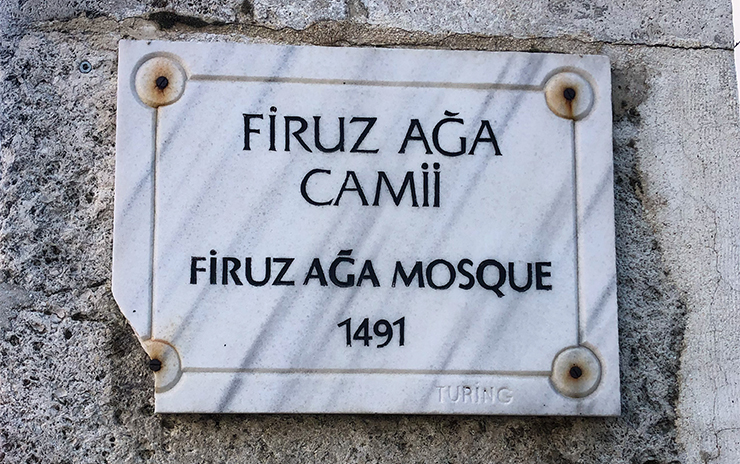 FİRUZ AĞA
CAMİİ
FİRUZ AĞA MOSQUE
1491
TURİNG